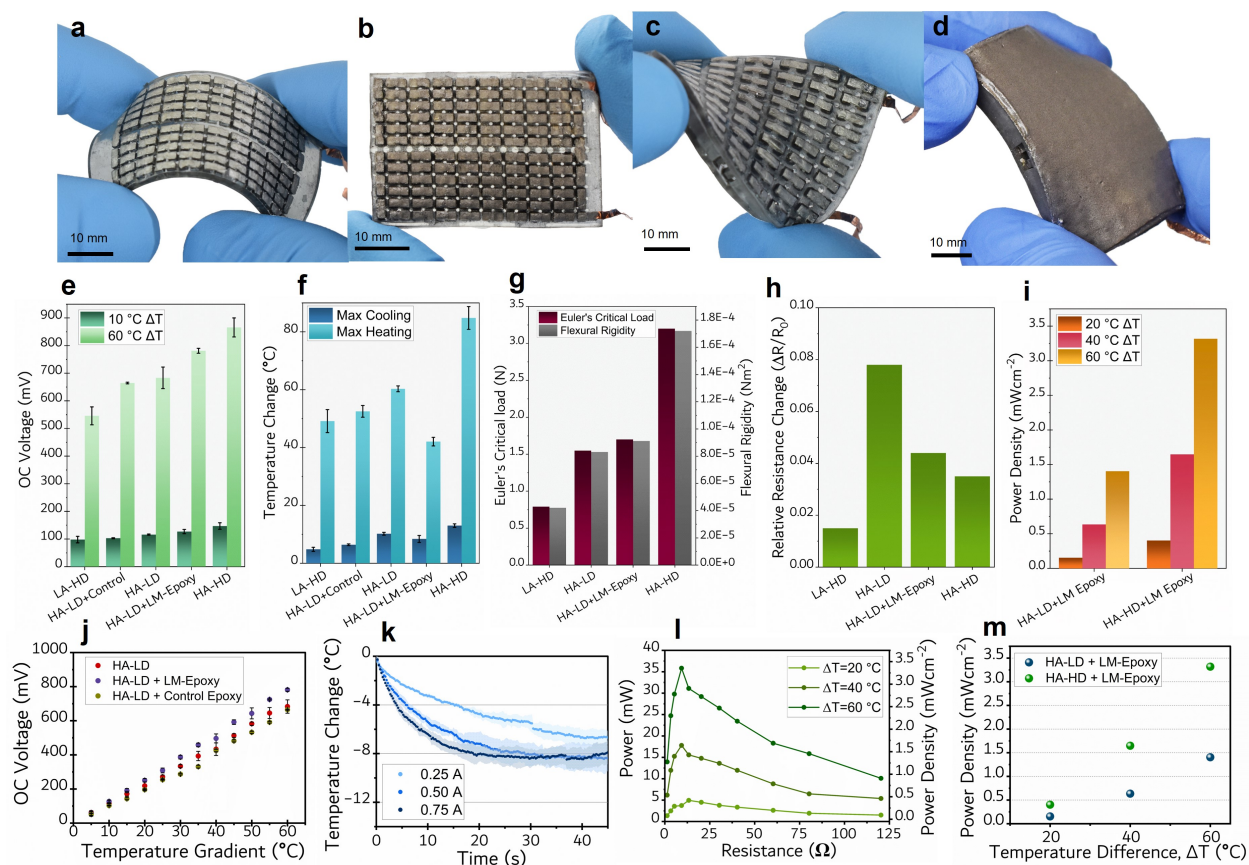 a
b
c
d
10 mm
10 mm
10 mm
10 mm
e
10 °C ΔT
60 °C ΔT
OC Voltage (mV)
900
800
700
600
500
400
300
200
100
0
LA-HD
HA-LD+Control
HA-LD
HA-LD+LM-Epoxy
HA-HD
f
Max Cooling
Max Heating
Temperature Change (°C)
80
60
40
20
0
LA-HD
HA-LD+Control
HA-LD
HA-LD+LM-Epoxy
HA-HD
g
Euler's Critical Load
Flexural Rigidity
Euler's Critical load (N)
3.5
3.0
2.5
2.0
1.5
1.0
0.5
0.0
Flexural Rigidity (Nm²)
1.8E-4
1.6E-4
1.4E-4
1.2E-4
1.0E-4
8.0E-5
6.0E-5
4.0E-5
2.0E-5
0.0E+0
LA-HD
HA-LD
HA-LD+LM-Epoxy
HA-HD
h
Relative Resistance Change (ΔR/R₀)
0.10
0.08
0.06
0.04
0.02
0.00
LA-HD
HA-LD
HA-LD+LM-Epoxy
HA-HD
i
20 °C ΔT
40 °C ΔT
60 °C ΔT
Power Density (mWcm⁻²)
3.5
3.0
2.5
2.0
1.5
1.0
0.5
0.0
HA-LD+LM Epoxy
HA-HD+LM Epoxy
j
HA-LD
HA-LD + LM-Epoxy
HA-LD + Control Epoxy
OC Voltage (mV)
1000
800
600
400
200
0
0
10
20
30
40
50
60
Temperature Gradient (°C)
k
Temperature Change (°C)
0
−4
−8
−12
0.25 A
0.50 A
0.75 A
0
10
20
30
40
Time (s)
l
ΔT=20 °C
ΔT=40 °C
ΔT=60 °C
Power (mW)
40
35
30
25
20
15
10
5
0
Power Density (mWcm⁻²)
3.5
3.0
2.5
2.0
1.5
1.0
0.5
0.0
0
25
50
75
100
125
Resistance (Ω)
m
HA-LD + LM-Epoxy
HA-HD + LM-Epoxy
Power Density (mWcm⁻²)
3.5
3.0
2.5
2.0
1.5
1.0
0.5
0.0
20
40
60
Temperature Difference, ΔT (°C)